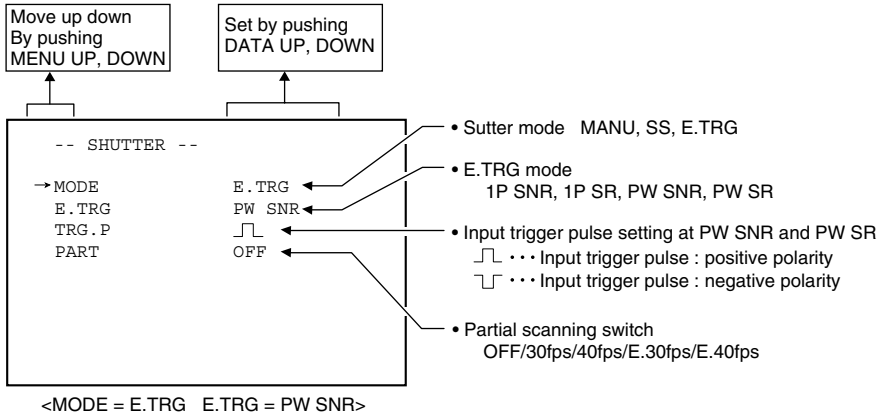 Move up down
By pushing
MENU UP, DOWN
Set by pushing
DATA UP, DOWN
-- SHUTTER --
→MODE E.TRG
E.TRG PW SNR
TRG.P
PART OFF
• Sutter mode MANU, SS, E.TRG
• E.TRG mode
1P SNR, 1P SR, PW SNR, PW SR
• Input trigger pulse setting at PW SNR and PW SR
･･･Input trigger pulse : positive polarity
･･･Input trigger pulse : negative polarity
• Partial scanning switch
OFF/30fps/40fps/E.30fps/E.40fps
<MODE = E.TRG E.TRG = PW SNR>